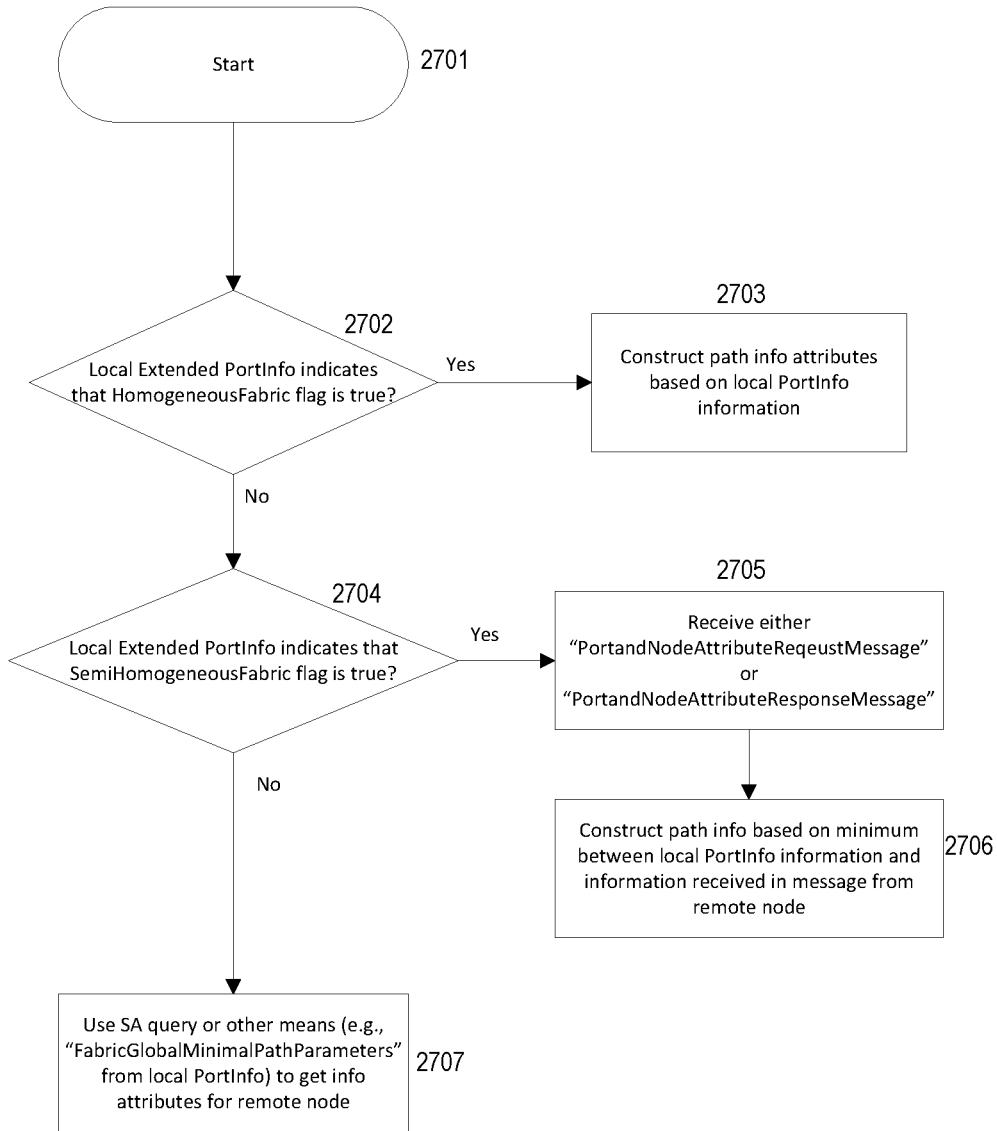 Start
2701
2702
Local Extended PortInfo indicates
that HomogeneousFabric flag is true?
Yes
2703
Construct path info attributes
based on local PortInfo
information
No
2704
Local Extended PortInfo indicates that
SemiHomogeneousFabric flag is true?
Yes
2705
Receive either
“PortandNodeAttributeReqeustMessage”
or
“PortandNodeAttributeResponseMessage”
No
Construct path info based on minimum
between local PortInfo information and
information received in message from
remote node
2706
Use SA query or other means (e.g.,
“FabricGlobalMinimalPathParameters”
from local PortInfo) to get info
attributes for remote node
2707